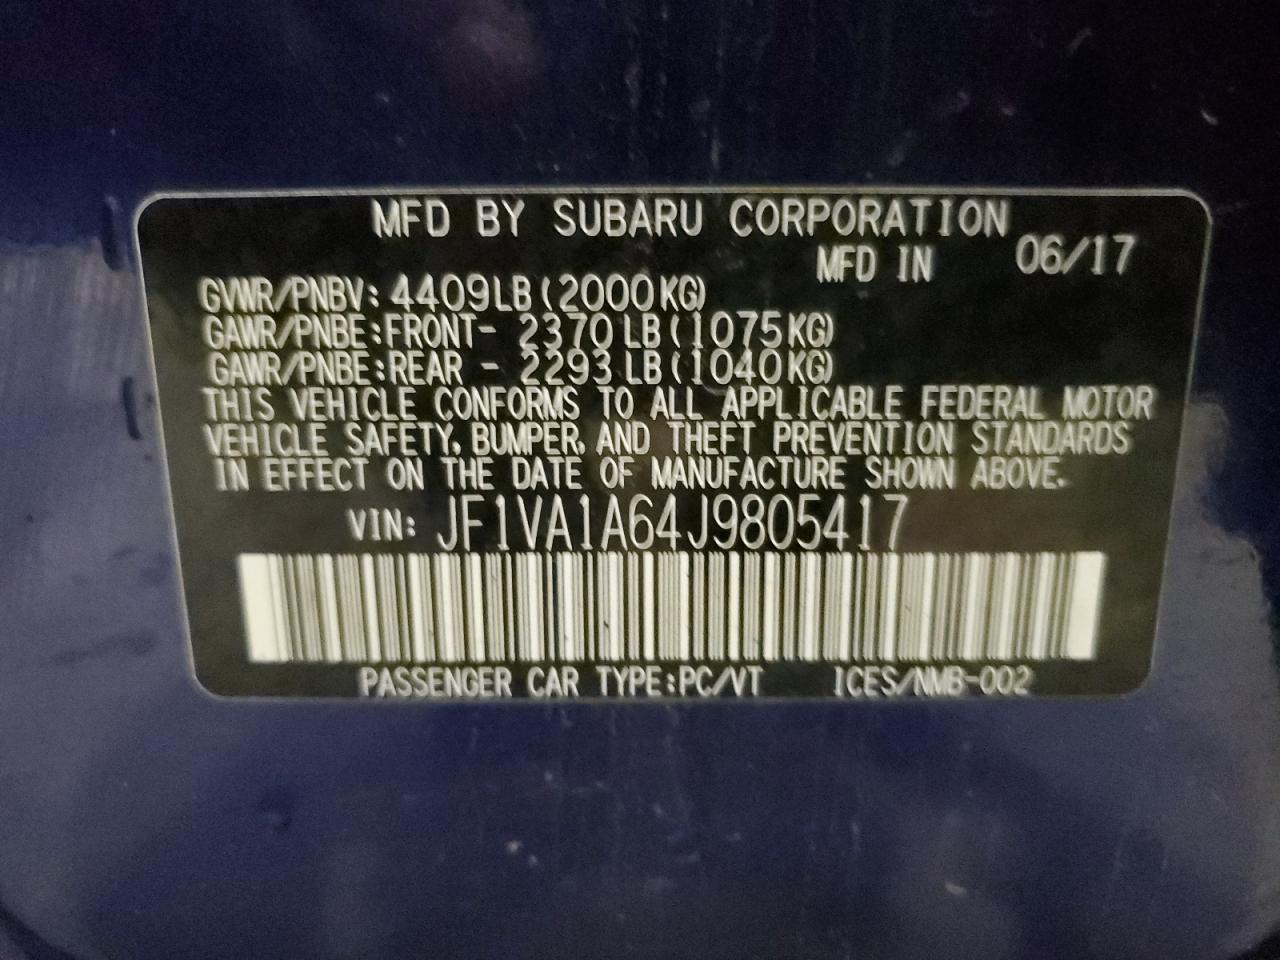 MFD BY SUBARU CORPORATION
MFD IN 06/17
GVWR/PNBV: 4409LB(2000KG)
GAWR/PNBE:FRONT- 2370LB(1075KG)
GAWR/PNBE:REAR - 2293LB(1040KG)
THIS VEHICLE CONFORMS TO ALL APPLICABLE FEDERAL MOTOR
VEHICLE SAFETY, BUMPER, AND THEFT PREVENTION STANDARDS
IN EFFECT ON THE DATE OF MANUFACTURE SHOWN ABOVE.
VIN: JF1VA1A64J9805417
PASSENGER CAR TYPE:PC/VT ICES/NMB-002